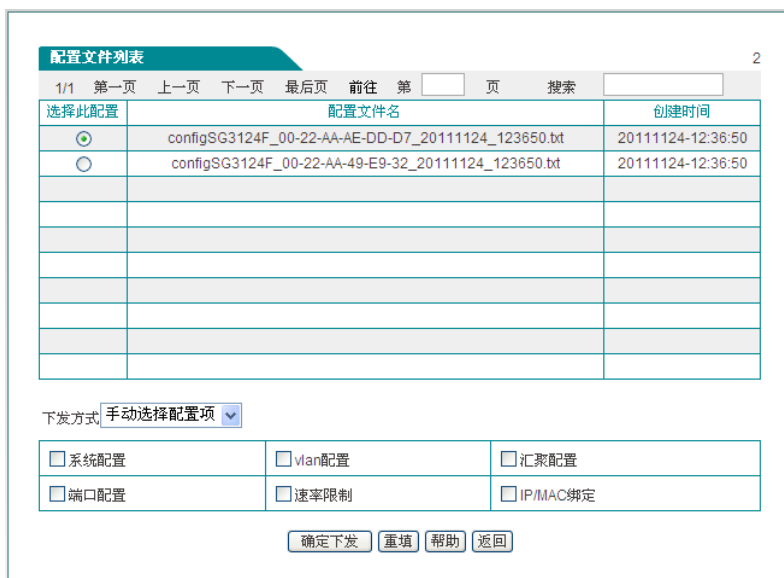 配置文件列表 2
1/1 第一页 上一页 下一页 最后页 前往 第 页 搜索
选择此配置 配置文件名 创建时间
configSG3124F_00-22-AA-AE-DD-D7_20111124_123650.txt 20111124-12:36:50
configSG3124F_00-22-AA-49-E9-32_20111124_123650.txt 20111124-12:36:50
下发方式 手动选择配置项
系统配置 vlan配置 汇聚配置
端口配置 速率限制 IP/MAC绑定
确定下发 重填 帮助 返回